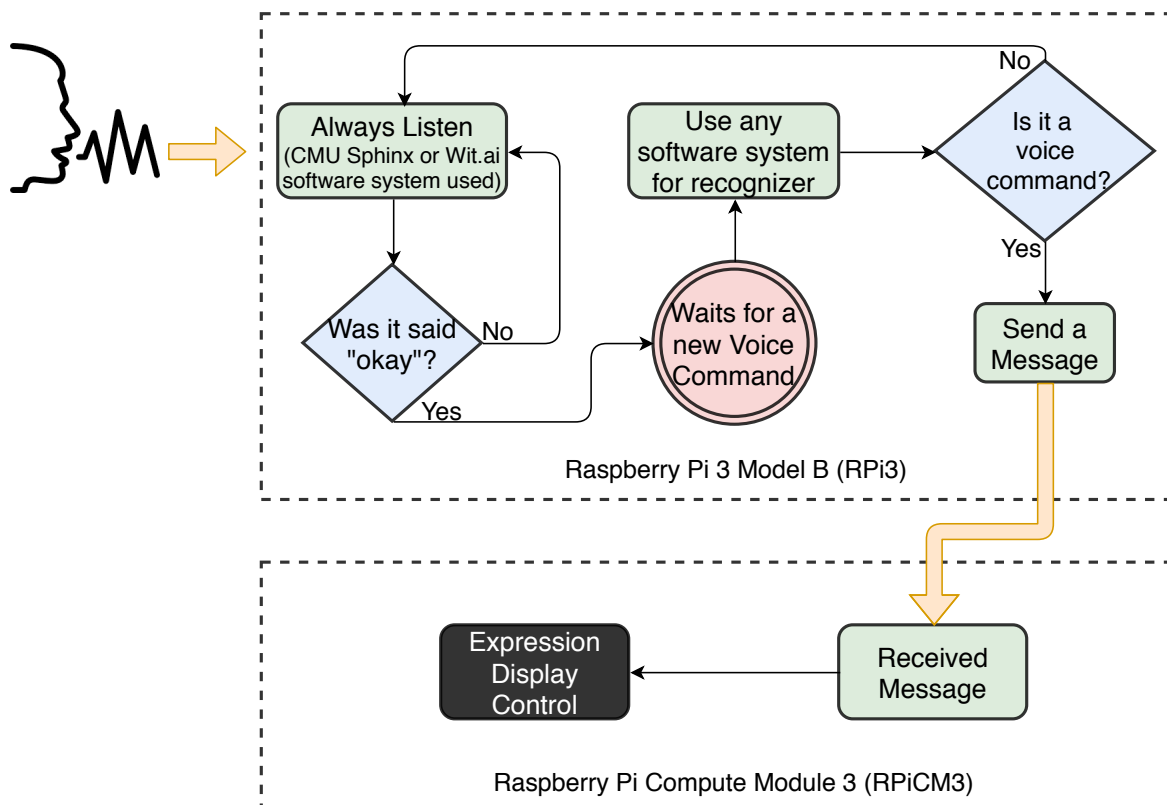 Always Listen
(CMU Sphinx or Wit.ai
software system used)
Was it said
"okay"?
No
Yes
Waits for a
new Voice
Command
Use any
software system
for recognizer
Is it a
voice
command?
No
Yes
Send a
Message
Raspberry Pi 3 Model B (RPi3)
Received
Message
Expression
Display
Control
Raspberry Pi Compute Module 3 (RPiCM3)